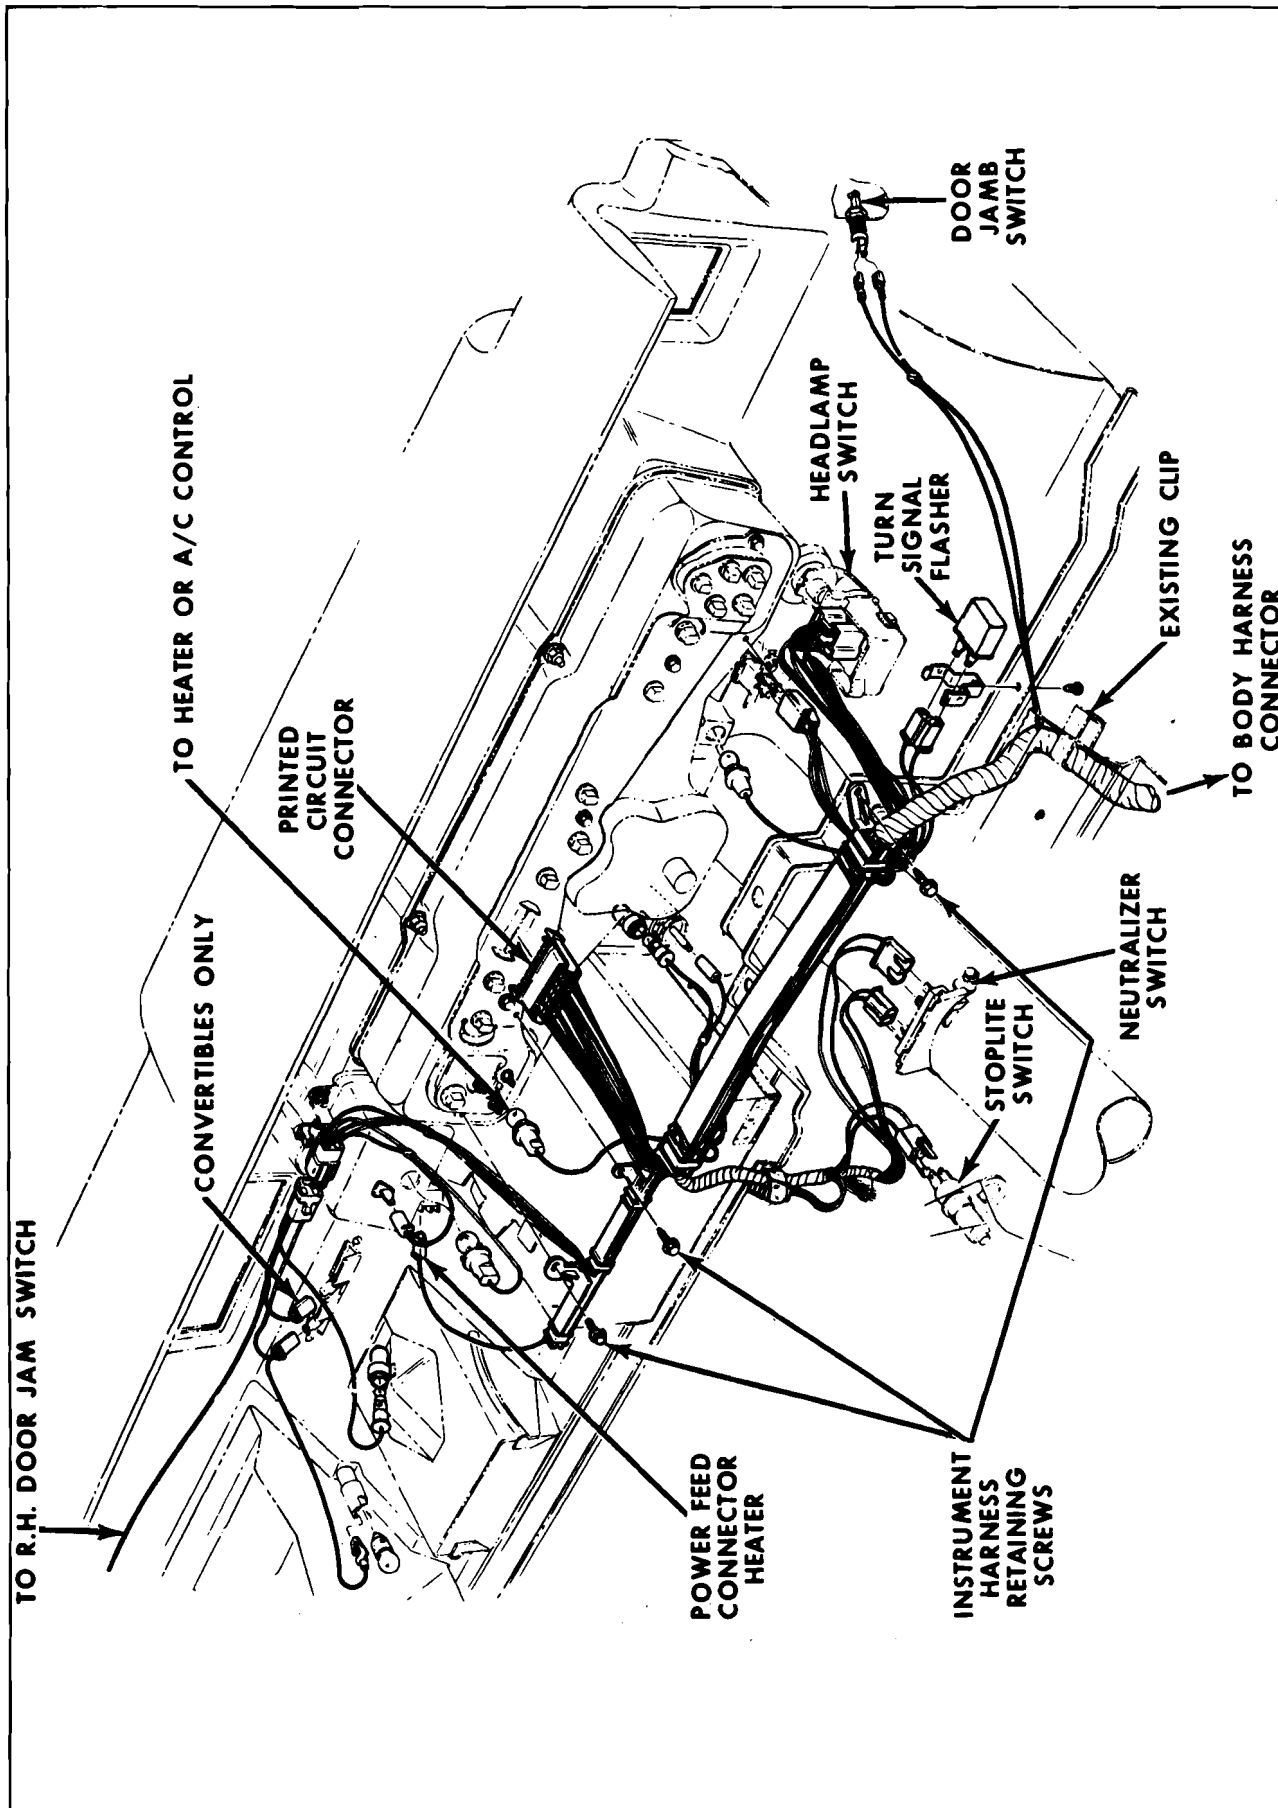 TO R.H. DOOR JAM SWITCH
CONVERTIBLES ONLY
TO HEATER OR A/C CONTROL
PRINTED
CIRCUIT
CONNECTOR
HEADLAMP
SWITCH
TURN
SIGNAL
FLASHER
DOOR
JAMB
SWITCH
EXISTING CLIP
TO BODY HARNESS
CONNECTOR
NEUTRALIZER
SWITCH
STOPLITE
SWITCH
POWER FEED
CONNECTOR
HEATER
INSTRUMENT
HARNESS
RETAINING
SCREWS